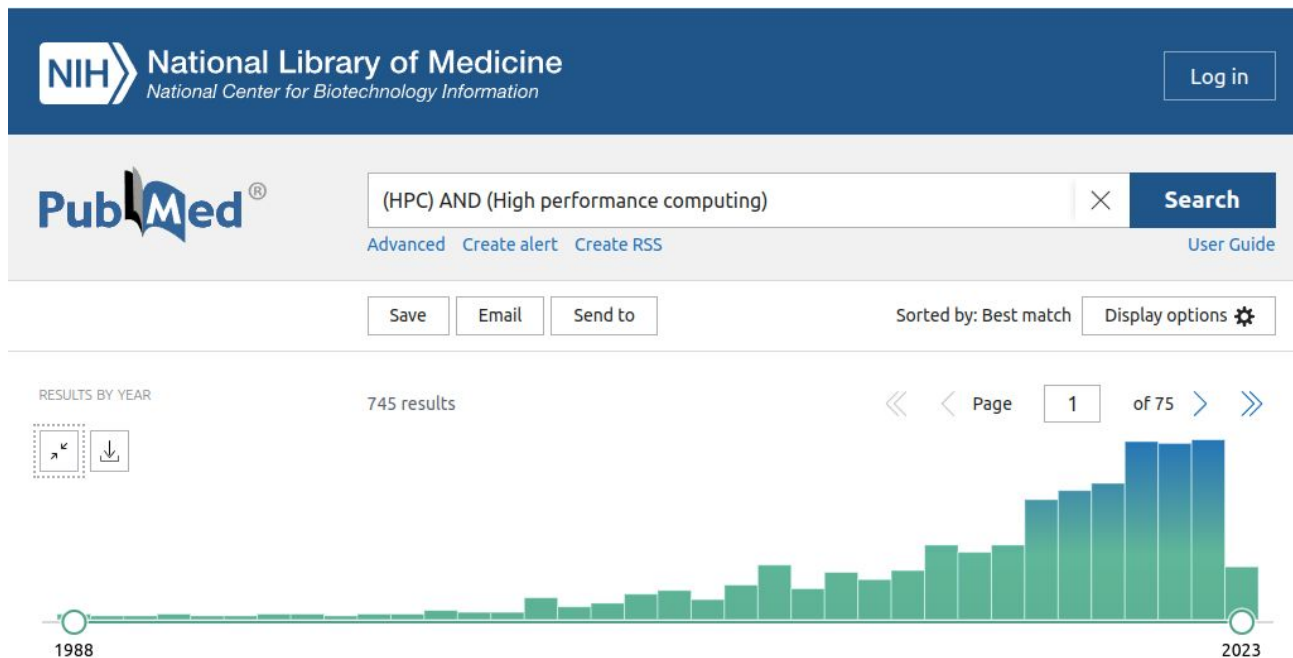 NIH National Library of Medicine
National Center for Biotechnology Information
Log in
PubMed®
(HPC) AND (High performance computing)
Search
Advanced Create alert Create RSS
User Guide
Save Email Send to
Sorted by: Best match Display options
RESULTS BY YEAR
745 results
Page 1 of 75
1988
2023